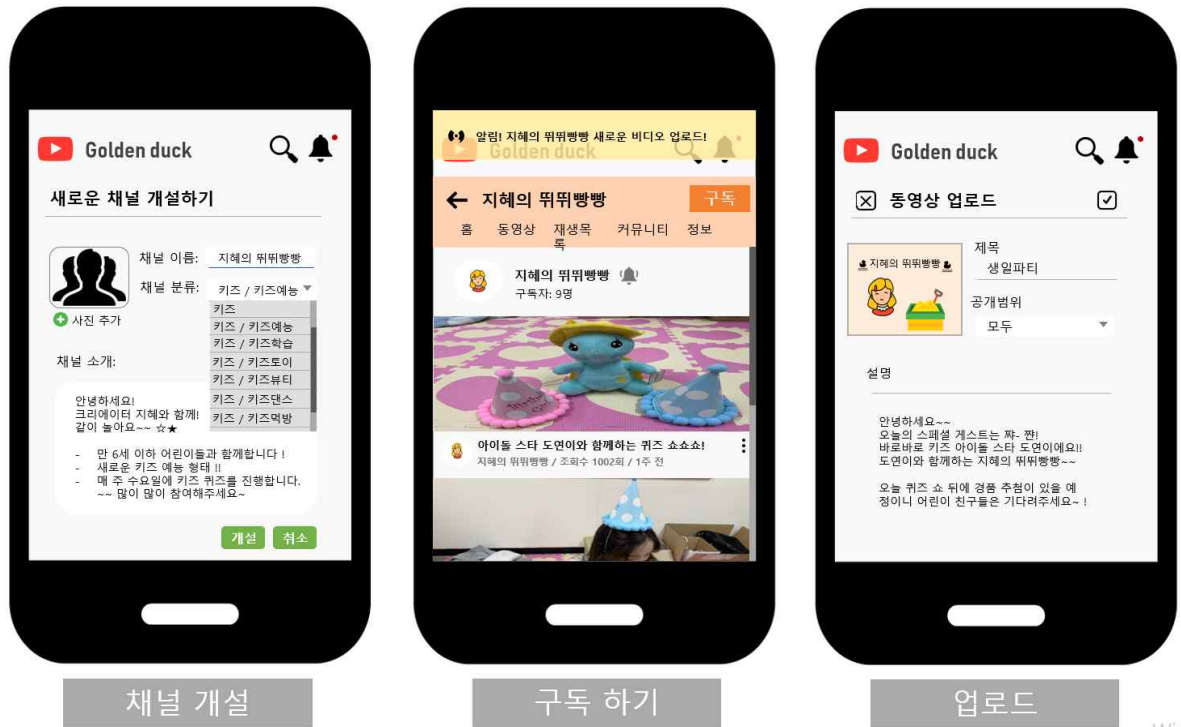 Golden duck
새로운 채널 개설하기
채널 이름: 지혜의 뛰뛰빵빵
채널 분류: 키즈 / 키즈예능
사진 추가
키즈
키즈 / 키즈예능
키즈 / 키즈학습
키즈 / 키즈토이
키즈 / 키즈뷰티
키즈 / 키즈댄스
키즈 / 키즈먹방
채널 소개:
안녕하세요!
크리에이터 지혜와 함께!
같이 놀아요~~ ☆★
- 만 6세 이하 어린이들과 함께합니다 !
- 새로운 키즈 예능 형태 !!
- 매 주 수요일에 키즈 퀴즈를 진행합니다.
~~ 많이 많이 참여해주세요~
개설 취소
채널 개설
알림! 지혜의 뛰뛰빵빵 새로운 비디오 업로드!
Golden duck
지혜의 뛰뛰빵빵 구독
홈 동영상 재생목 커뮤니티 정보
록
지혜의 뛰뛰빵빵
구독자: 9명
아이돌 스타 도연이와 함께하는 퀴즈 쇼쇼쇼!
지혜의 뛰뛰빵빵 / 조회수 1002회 / 1주 전
구독 하기
Golden duck
동영상 업로드
지혜의 뛰뛰빵빵
제목
생일파티
공개범위
모두
설명
안녕하세요~~
오늘의 스페셜 게스트는 쨔- 쟌!
바로바로 키즈 아이돌 스타 도연이에요!!
도연이와 함께하는 지혜의 뛰뛰빵빵~~
오늘 퀴즈 쇼 뒤에 경품 추첨이 있을 예
정이니 어린이 친구들은 기다려주세요~ !
업로드